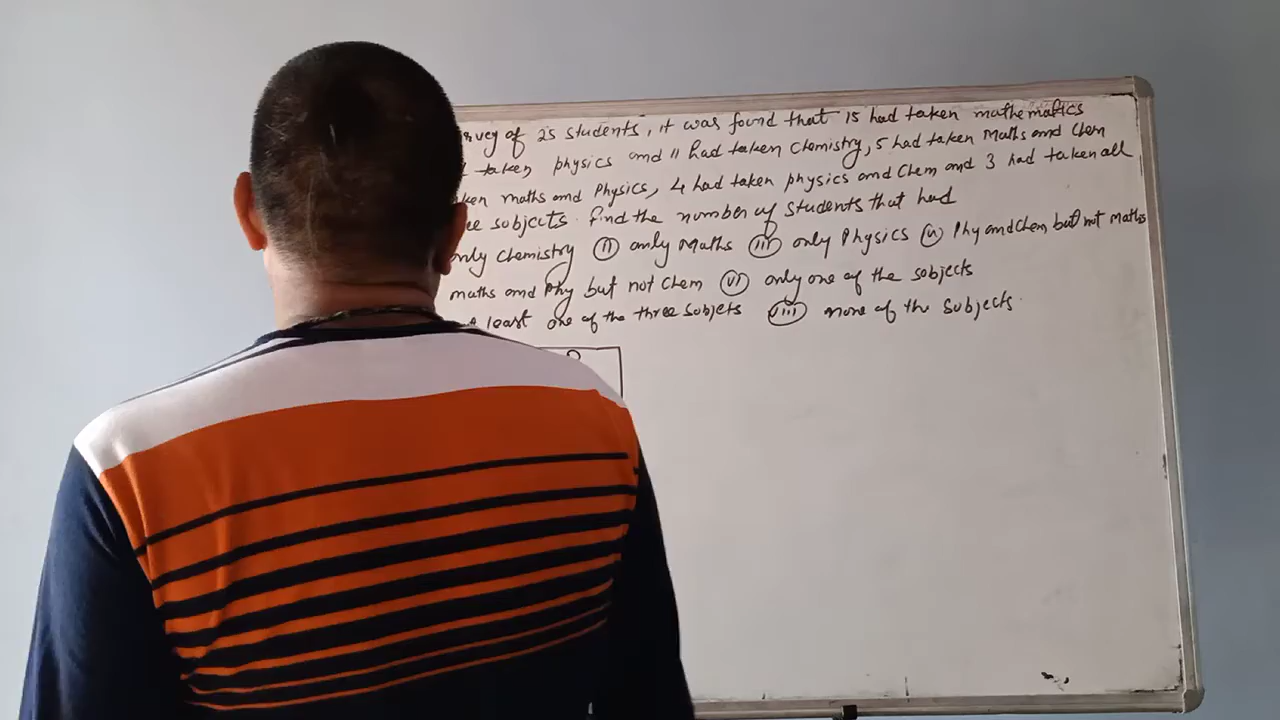 vey of 25 students, it was found that 15 had taken mathematics
taken physics and 11 had taken Chemistry, 5 had taken Maths and Chem
ken maths and Physics, 4 had taken physics and Chem and 3 had taken all
ee subjects. find the number of students that had
only Chemistry (ii) only Maths (iii) only Physics (iv) Phy and Chem but not Maths
maths and Phy but not Chem (vi) only one of the subjects
least one of the three Subjets (viii) none of the Subjects.